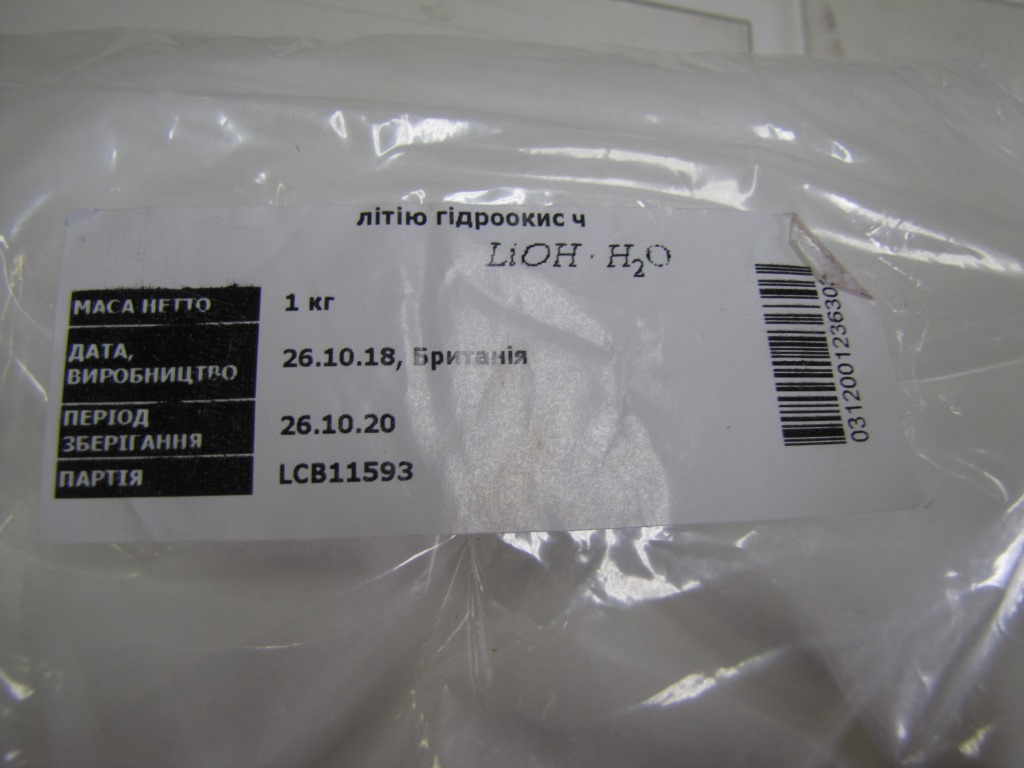 літію гідроокис ч
LiOH · H₂O
МАСА НЕТТО 1 кг
ДАТА,
ВИРОБНИЦТВО 26.10.18, Британія
ПЕРІОД
ЗБЕРІГАННЯ 26.10.20
ПАРТІЯ LCB11593